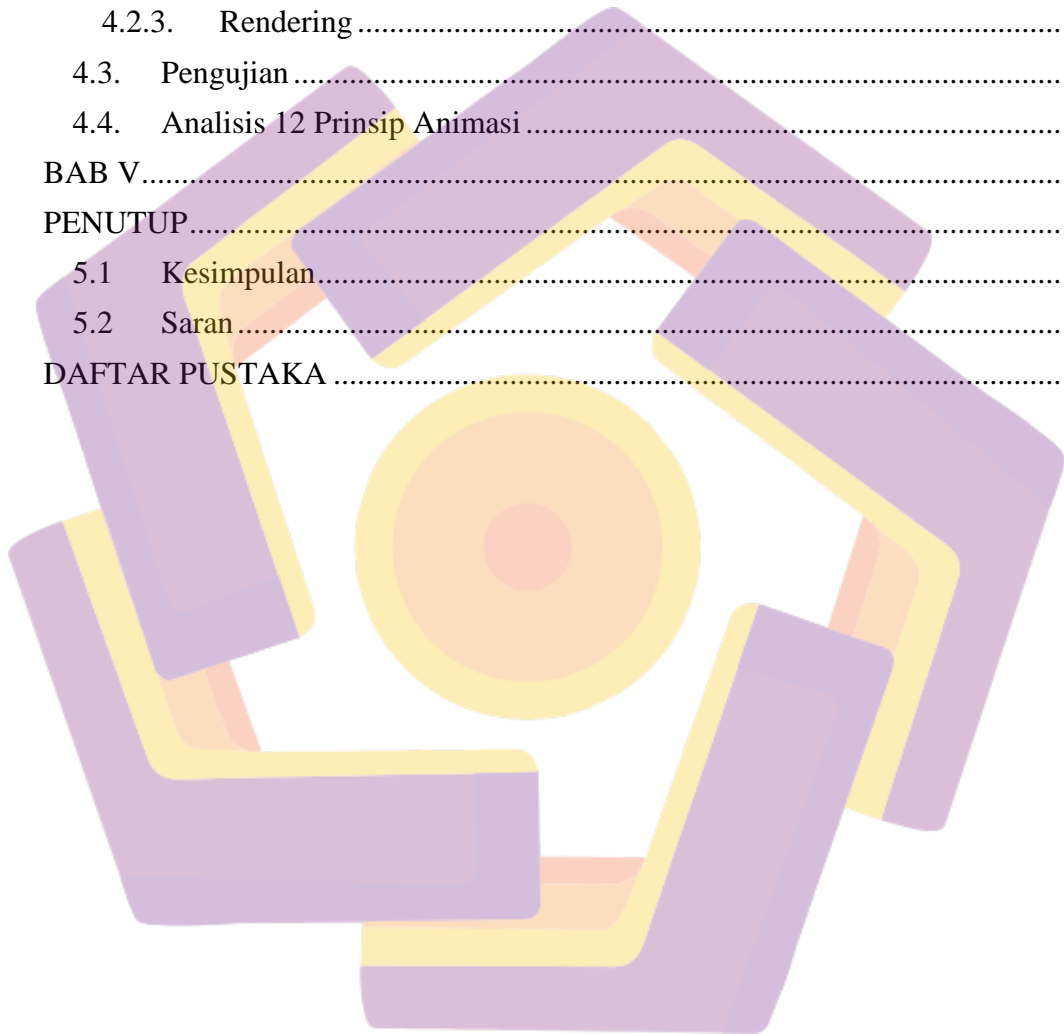 4.2.3. Rendering ........................................................................................
4.3. Pengujian ................................................................................................
4.4. Analisis 12 Prinsip Animasi ...................................................................
BAB V....................................................................................................................
PENUTUP..............................................................................................................
5.1 Kesimpulan..............................................................................................
5.2 Saran .......................................................................................................
DAFTAR PUSTAKA ...........................................................................................